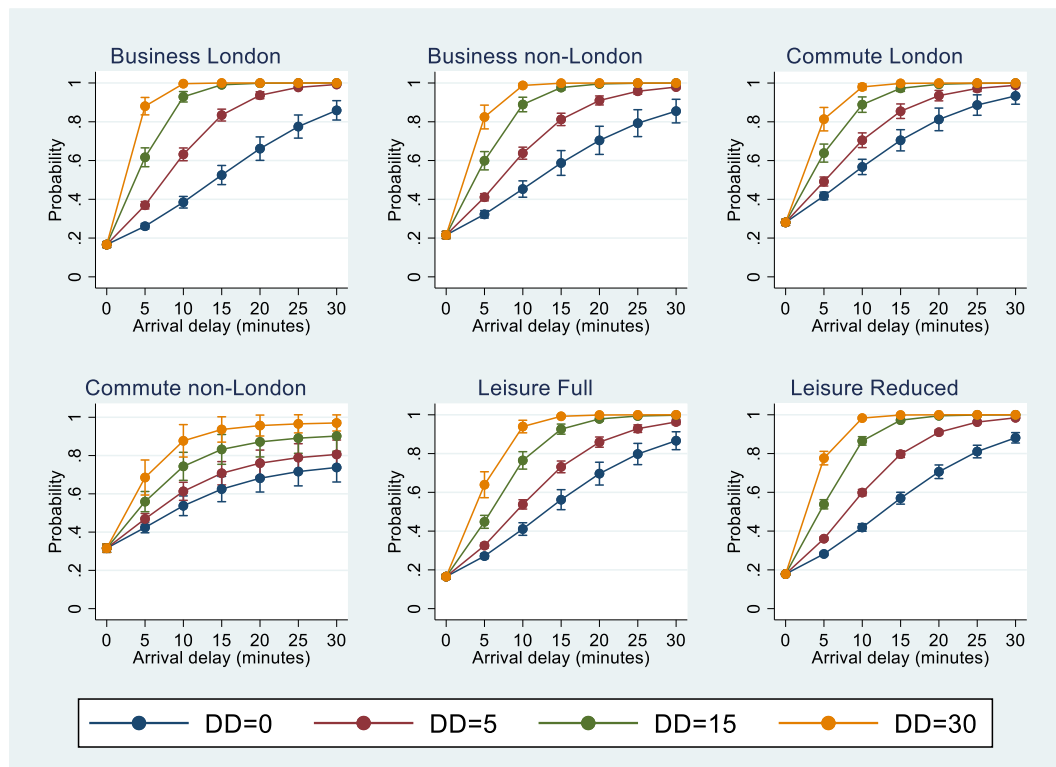 Business London
Business non-London
Commute London
Probability
0 .2 .4 .6 .8 1
0 5 10 15 20 25 30
Arrival delay (minutes)
Probability
0 .2 .4 .6 .8 1
0 5 10 15 20 25 30
Arrival delay (minutes)
Probability
0 .2 .4 .6 .8 1
0 5 10 15 20 25 30
Arrival delay (minutes)
Commute non-London
Leisure Full
Leisure Reduced
Probability
0 .2 .4 .6 .8 1
0 5 10 15 20 25 30
Arrival delay (minutes)
Probability
0 .2 .4 .6 .8 1
0 5 10 15 20 25 30
Arrival delay (minutes)
Probability
0 .2 .4 .6 .8 1
0 5 10 15 20 25 30
Arrival delay (minutes)
DD=0 DD=5 DD=15 DD=30